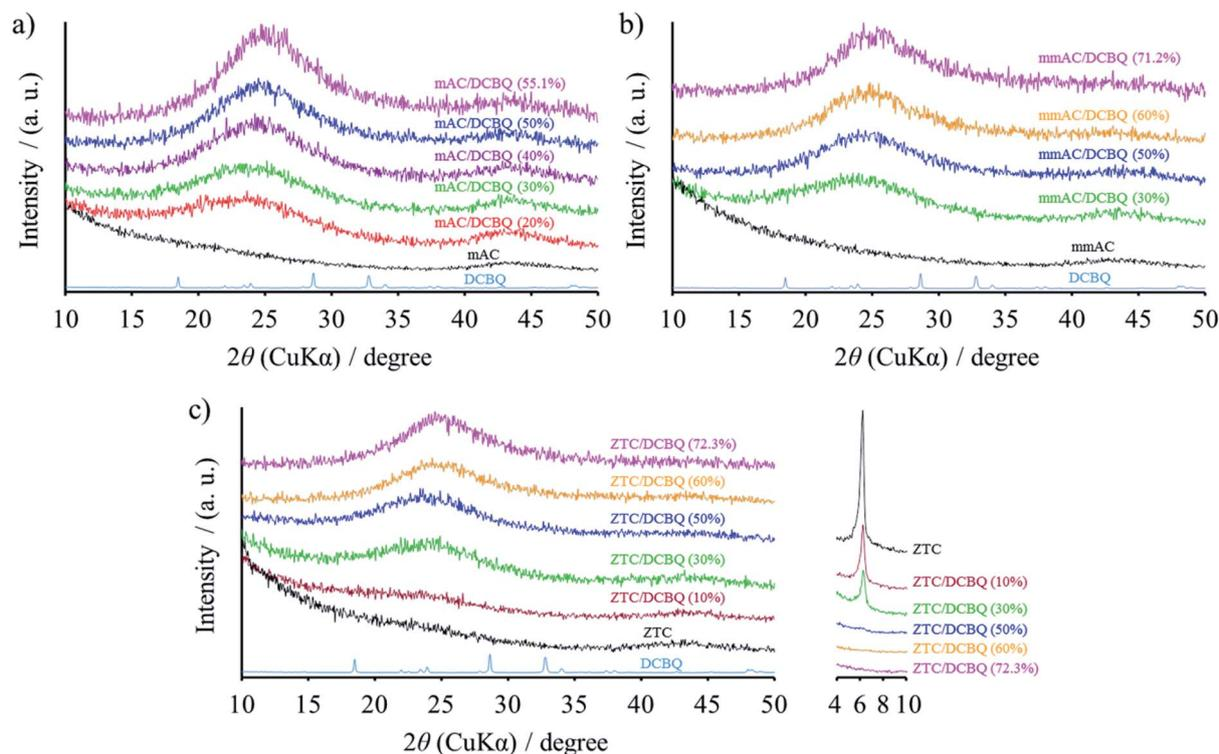 a)
Intensity / (a. u.)
mAC/DCBQ (55.1%)
mAC/DCBQ (50%)
mAC/DCBQ (40%)
mAC/DCBQ (30%)
mAC/DCBQ (20%)
mAC
DCBQ
10 15 20 25 30 35 40 45 50
2θ (CuKα) / degree
b)
Intensity / (a. u.)
mmAC/DCBQ (71.2%)
mmAC/DCBQ (60%)
mmAC/DCBQ (50%)
mmAC/DCBQ (30%)
mmAC
DCBQ
10 15 20 25 30 35 40 45 50
2θ (CuKα) / degree
c)
Intensity / (a. u.)
ZTC/DCBQ (72.3%)
ZTC/DCBQ (60%)
ZTC/DCBQ (50%)
ZTC/DCBQ (30%)
ZTC/DCBQ (10%)
ZTC
DCBQ
10 15 20 25 30 35 40 45 50
2θ (CuKα) / degree
ZTC
ZTC/DCBQ (10%)
ZTC/DCBQ (30%)
ZTC/DCBQ (50%)
ZTC/DCBQ (60%)
ZTC/DCBQ (72.3%)
4 6 8 10